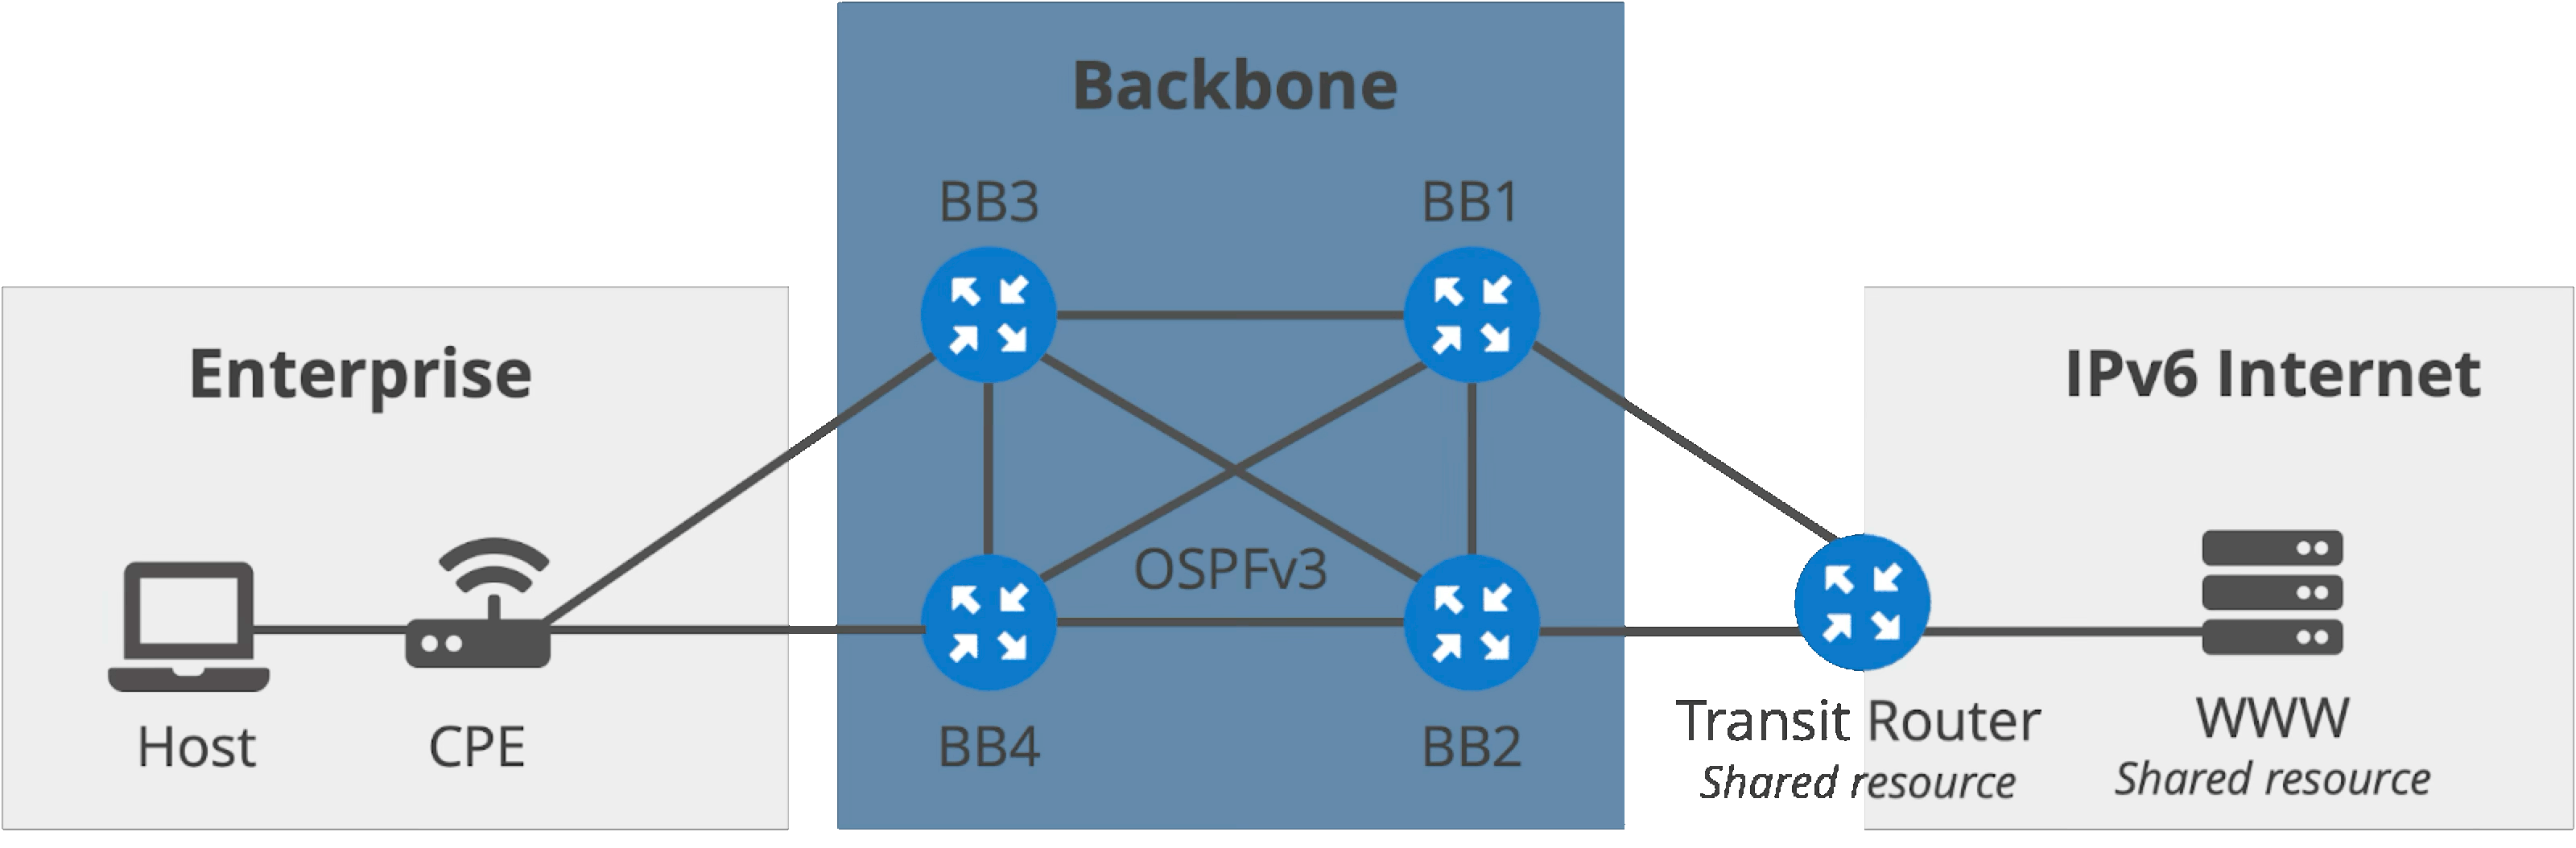 Backbone
BB3
BB1
Enterprise
IPv6 Internet
OSPFv3
Host
CPE
BB4
BB2
Transit Router
Shared resource
WWW
Shared resource